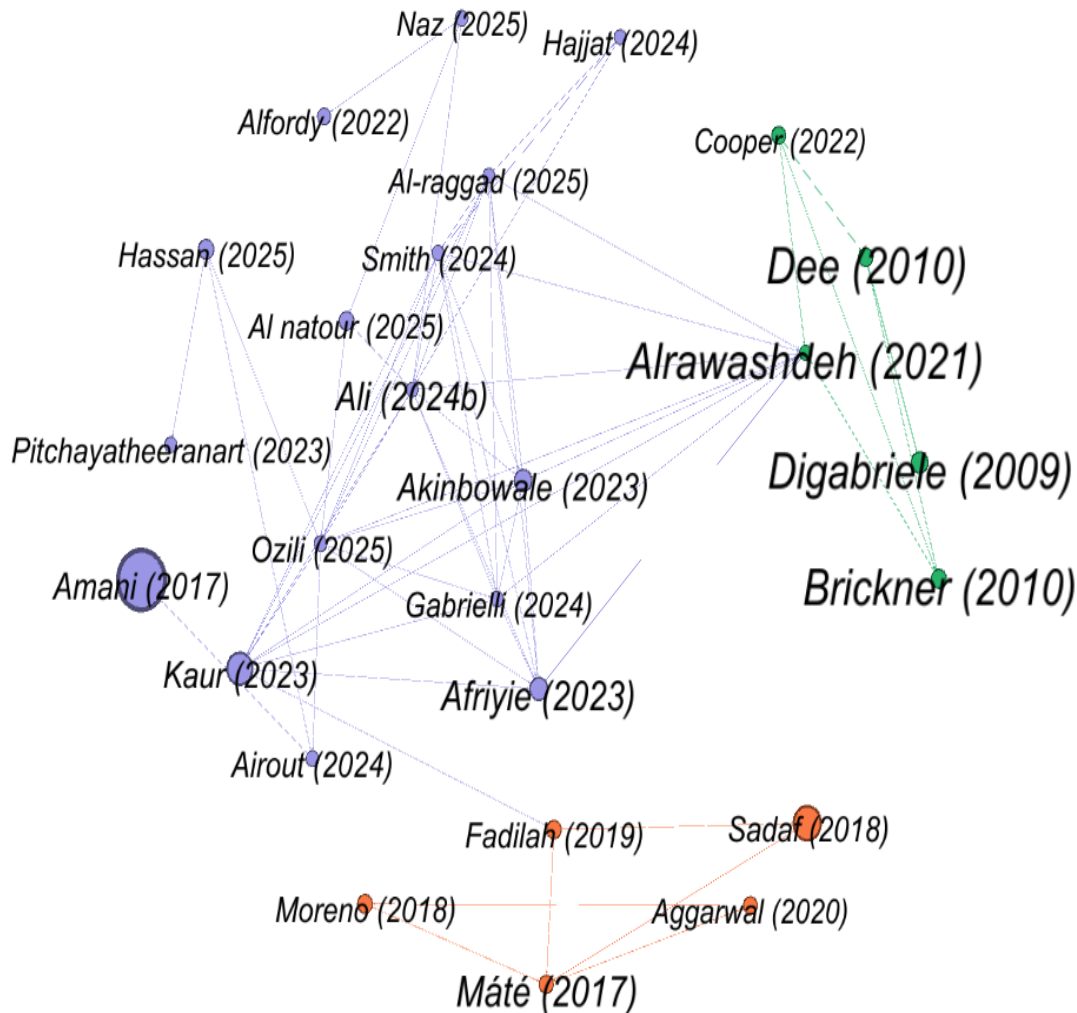 Naz (2025)
Hajjat (2024)
Alfordy (2022)
Cooper (2022)
Al-raggad (2025)
Hassan (2025)
Smith (2024)
Dee (2010)
Al natour (2025)
Alrawashdeh (2021)
Ali (2024b)
Pitchayatheeranart (2023)
Akinbowale (2023)
Digabriele (2009)
Ozili (2025)
Amani (2017)
Gabrielli (2024)
Brickner (2010)
Kaur (2023)
Afriyie (2023)
Airout (2024)
Fadilah (2019)
Sadaf (2018)
Moreno (2018)
Aggarwal (2020)
Máté (2017)